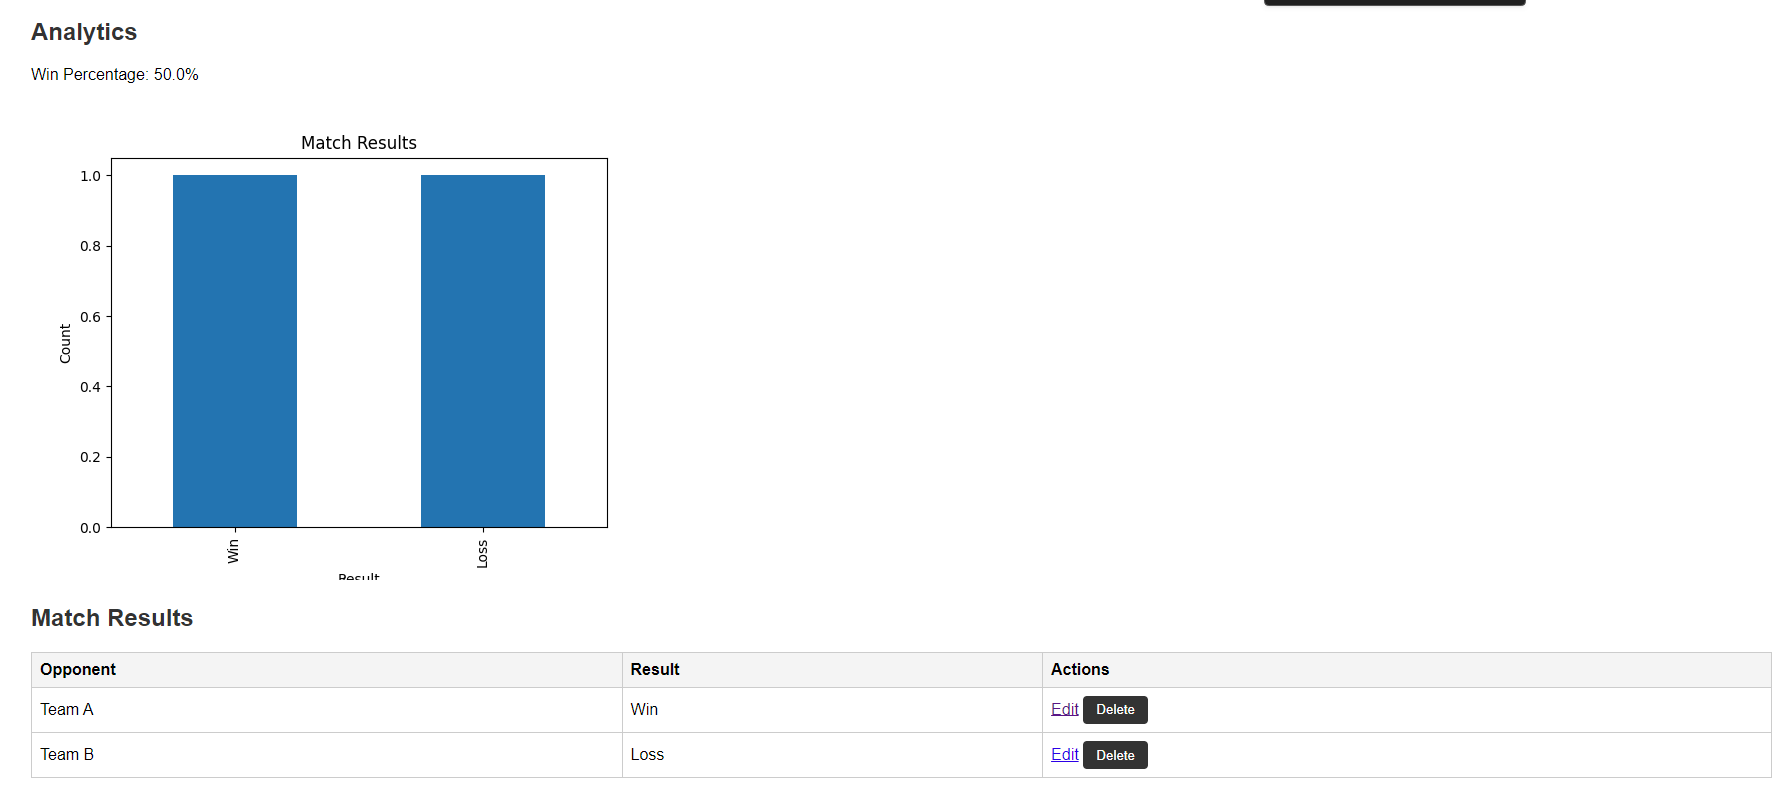 Analytics
Win Percentage: 50.0%
Match Results
1.0
0.8
0.6
0.4
0.2
0.0
Count
Win Loss
Result
Match Results
Opponent Result Actions
Team A Win Edit Delete
Team B Loss Edit Delete